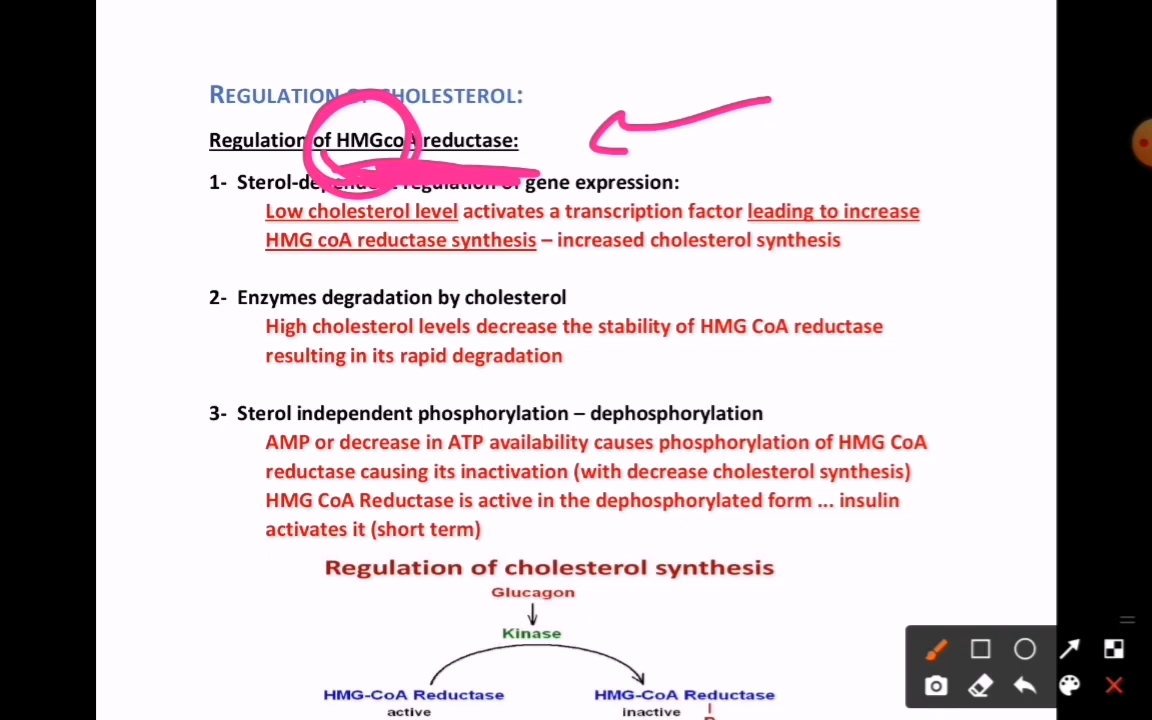 REGULATION OF CHOLESTEROL:
Regulation of HMGcoA reductase:
1- Sterol-dependent regulation of gene expression:
Low cholesterol level activates a transcription factor leading to increase
HMG coA reductase synthesis – increased cholesterol synthesis
2- Enzymes degradation by cholesterol
High cholesterol levels decrease the stability of HMG CoA reductase
resulting in its rapid degradation
3- Sterol independent phosphorylation – dephosphorylation
AMP or decrease in ATP availability causes phosphorylation of HMG CoA
reductase causing its inactivation (with decrease cholesterol synthesis)
HMG CoA Reductase is active in the dephosphorylated form ... insulin
activates it (short term)
Regulation of cholesterol synthesis
Glucagon
Kinase
HMG-CoA Reductase HMG-CoA Reductase
active inactive